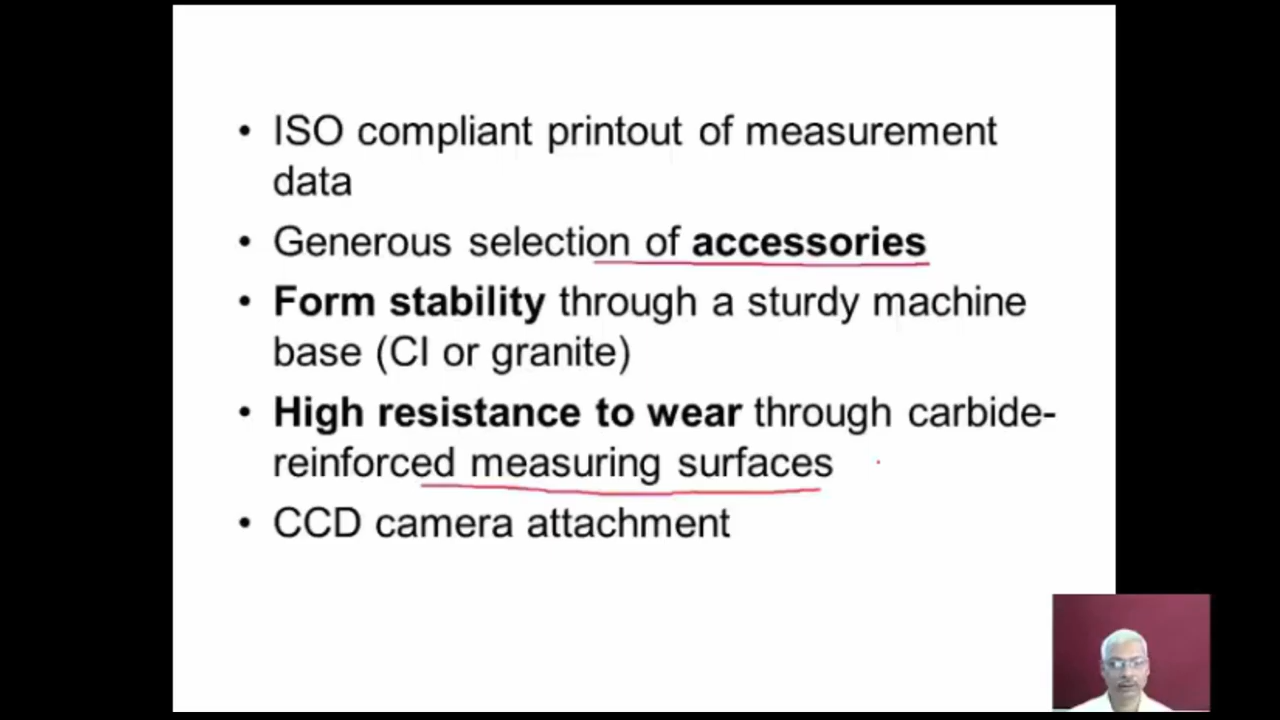 • ISO compliant printout of measurement
data
• Generous selection of accessories
• Form stability through a sturdy machine
base (CI or granite)
• High resistance to wear through carbide-
reinforced measuring surfaces
• CCD camera attachment